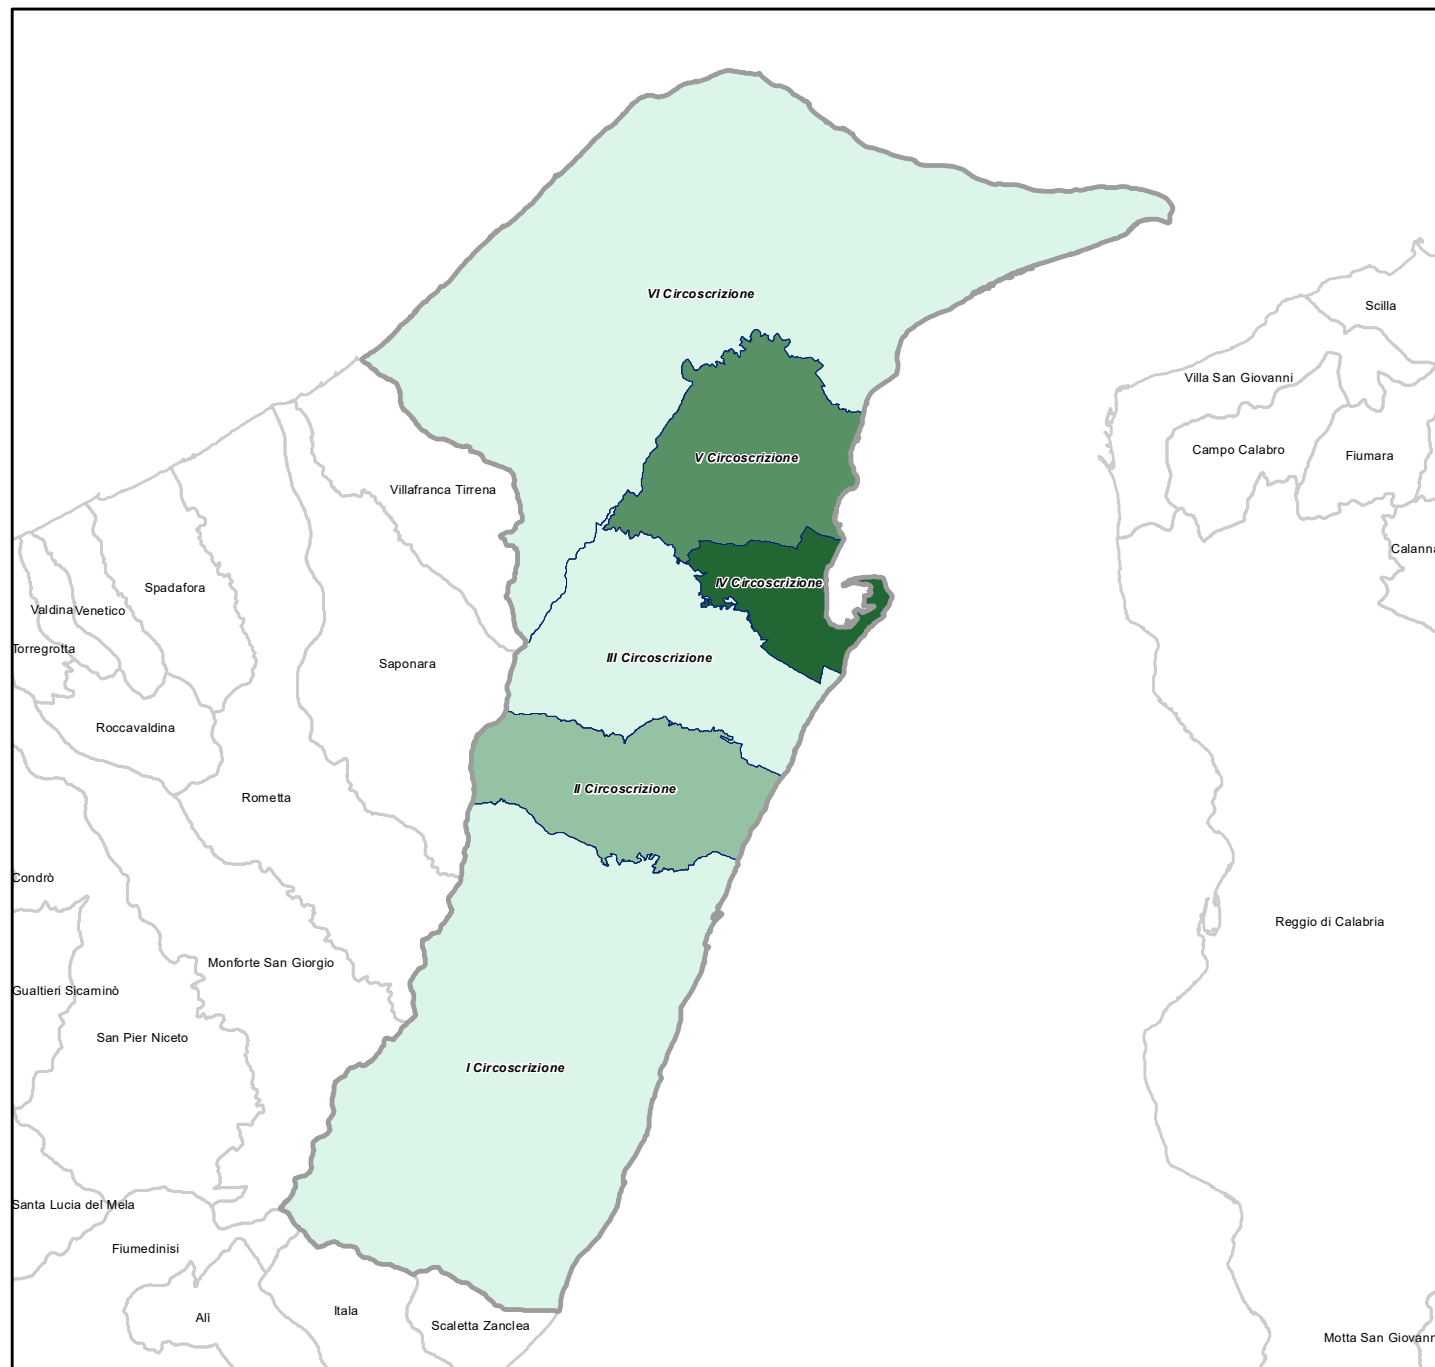 VI Circoscrizione
Scilla
Villa San Giovanni
Campo Calabro
Fiumara
V Circoscrizione
Villafranca Tirrena
Calanna
IV Circoscrizione
Spadafora
Valdina
Venetico
Torregrotta
III Circoscrizione
Saponara
Roccavaldina
II Circoscrizione
Rometta
Condrò
Reggio di Calabria
Monforte San Giorgio
Gualtieri Sicaminò
San Pier Niceto
I Circoscrizione
Santa Lucia del Mela
Fiumedinisi
Itala
Alì
Scaletta Zanclea
Motta San Giovann